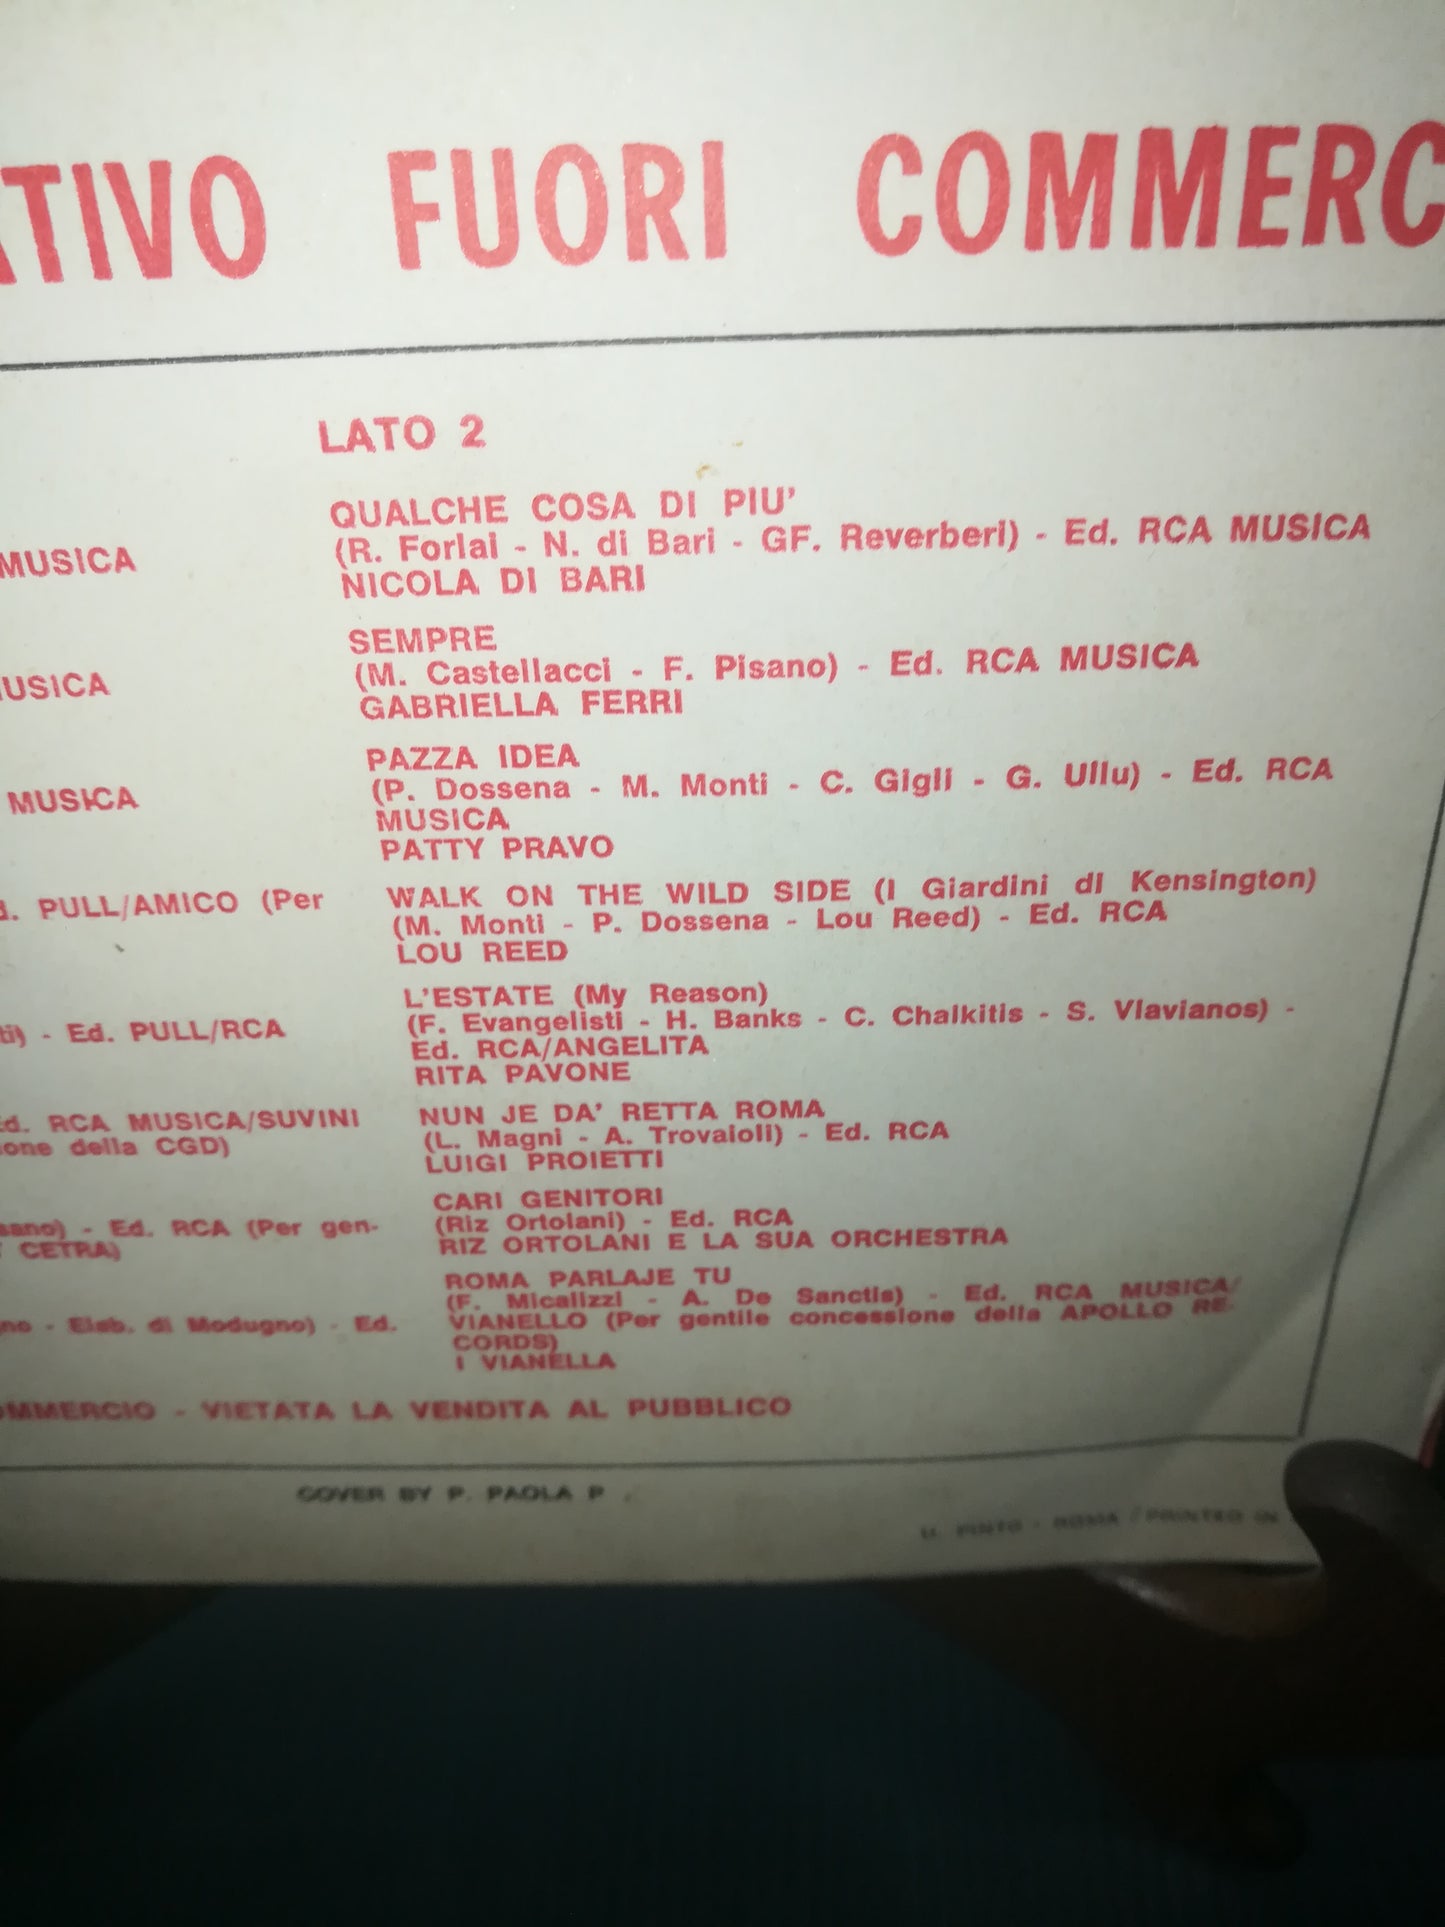 ATIVO FUORI COMMERC
LATO 2
QUALCHE COSA DI PIU'
(R. Forlai - N. di Bari - GF. Reverberi) - Ed. RCA MUSICA
NICOLA DI BARI
SEMPRE
(M. Castellacci - F. Pisano) - Ed. RCA MUSICA
GABRIELLA FERRI
PAZZA IDEA
(P. Dossena - M. Monti - C. Gigli - G. Ullu) - Ed. RCA
MUSICA
PATTY PRAVO
WALK ON THE WILD SIDE (I Giardini di Kensington)
(M. Monti - P. Dossena - Lou Reed) - Ed. RCA
LOU REED
L'ESTATE (My Reason)
(F. Evangelisti - H. Banks - C. Chalkitis - S. Vlavianos) -
Ed. RCA/ANGELITA
RITA PAVONE
NUN JE DA' RETTA ROMA
(L. Magni - A. Trovaioli) - Ed. RCA
LUIGI PROIETTI
CARI GENITORI
(Riz Ortolani) - Ed. RCA
RIZ ORTOLANI E LA SUA ORCHESTRA
ROMA PARLAJE TU
(F. Micalizzi - A. De Sanctis) - Ed. RCA MUSICA/
VIANELLO (Per gentile concessione della APOLLO RE-
CORDS)
I VIANELLA
MUSICA
USICA
MUSICA
d. PULL/AMICO (Per
ti) - Ed. PULL/RCA
Ed. RCA MUSICA/SUVINI
one della CGD)
sano) - Ed. RCA (Per gen-
CETRA)
no - Elab. di Modugno) - Ed.
OMMERCIO - VIETATA LA VENDITA AL PUBBLICO
COVER BY P. PAOLA P
U. PINTO - ROMA / PRINTED IN